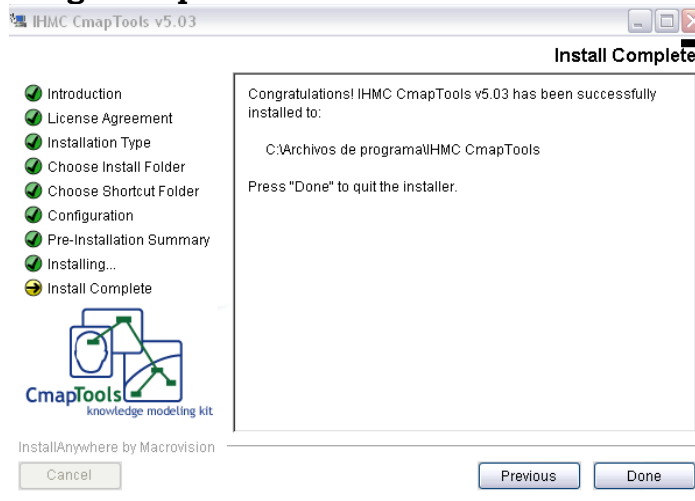 IHMC CmapTools v5.03
Install Complete
Introduction
License Agreement
Installation Type
Choose Install Folder
Choose Shortcut Folder
Configuration
Pre-Installation Summary
Installing...
Install Complete
Congratulations! IHMC CmapTools v5.03 has been successfully
installed to:
C:\Archivos de programa\IHMC CmapTools
Press "Done" to quit the installer.
CmapTools
knowledge modeling kit
InstallAnywhere by Macrovision
Cancel
Previous
Done